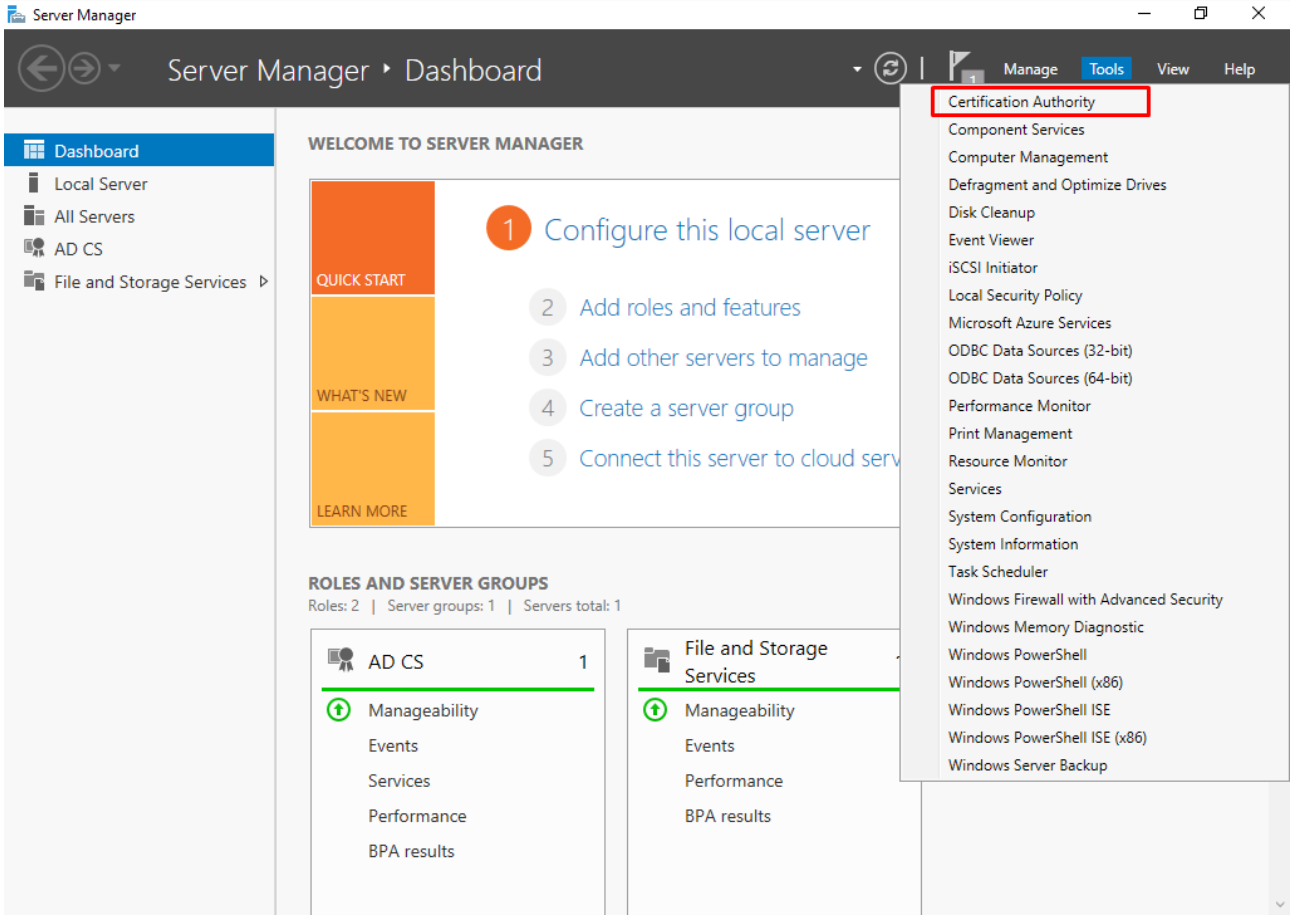 Server Manager
Server Manager ‣ Dashboard
1
Manage
Tools
View
Help
Dashboard
Local Server
All Servers
AD CS
File and Storage Services
WELCOME TO SERVER MANAGER
QUICK START
WHAT'S NEW
LEARN MORE
1 Configure this local server
2 Add roles and features
3 Add other servers to manage
4 Create a server group
5 Connect this server to cloud serv
ROLES AND SERVER GROUPS
Roles: 2 | Server groups: 1 | Servers total: 1
AD CS 1
Manageability
Events
Services
Performance
BPA results
File and Storage
Services
Manageability
Events
Performance
BPA results
Certification Authority
Component Services
Computer Management
Defragment and Optimize Drives
Disk Cleanup
Event Viewer
iSCSI Initiator
Local Security Policy
Microsoft Azure Services
ODBC Data Sources (32-bit)
ODBC Data Sources (64-bit)
Performance Monitor
Print Management
Resource Monitor
Services
System Configuration
System Information
Task Scheduler
Windows Firewall with Advanced Security
Windows Memory Diagnostic
Windows PowerShell
Windows PowerShell (x86)
Windows PowerShell ISE
Windows PowerShell ISE (x86)
Windows Server Backup